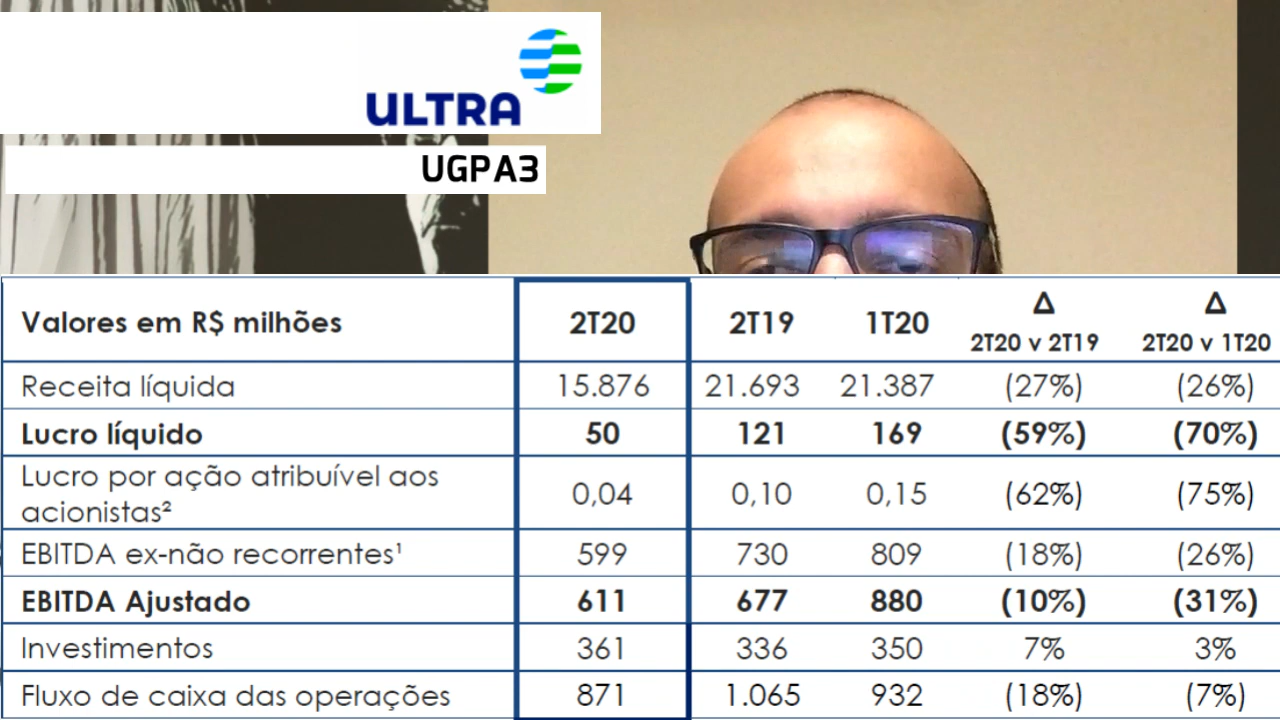 ULTRA
UGPA3
Valores em R$ milhões 2T20 2T19 1T20 Δ 2T20 v 2T19 Δ 2T20 v 1T20
Receita líquida 15.876 21.693 21.387 (27%) (26%)
Lucro líquido 50 121 169 (59%) (70%)
Lucro por ação atribuível aos acionistas² 0,04 0,10 0,15 (62%) (75%)
EBITDA ex-não recorrentes¹ 599 730 809 (18%) (26%)
EBITDA Ajustado 611 677 880 (10%) (31%)
Investimentos 361 336 350 7% 3%
Fluxo de caixa das operações 871 1.065 932 (18%) (7%)